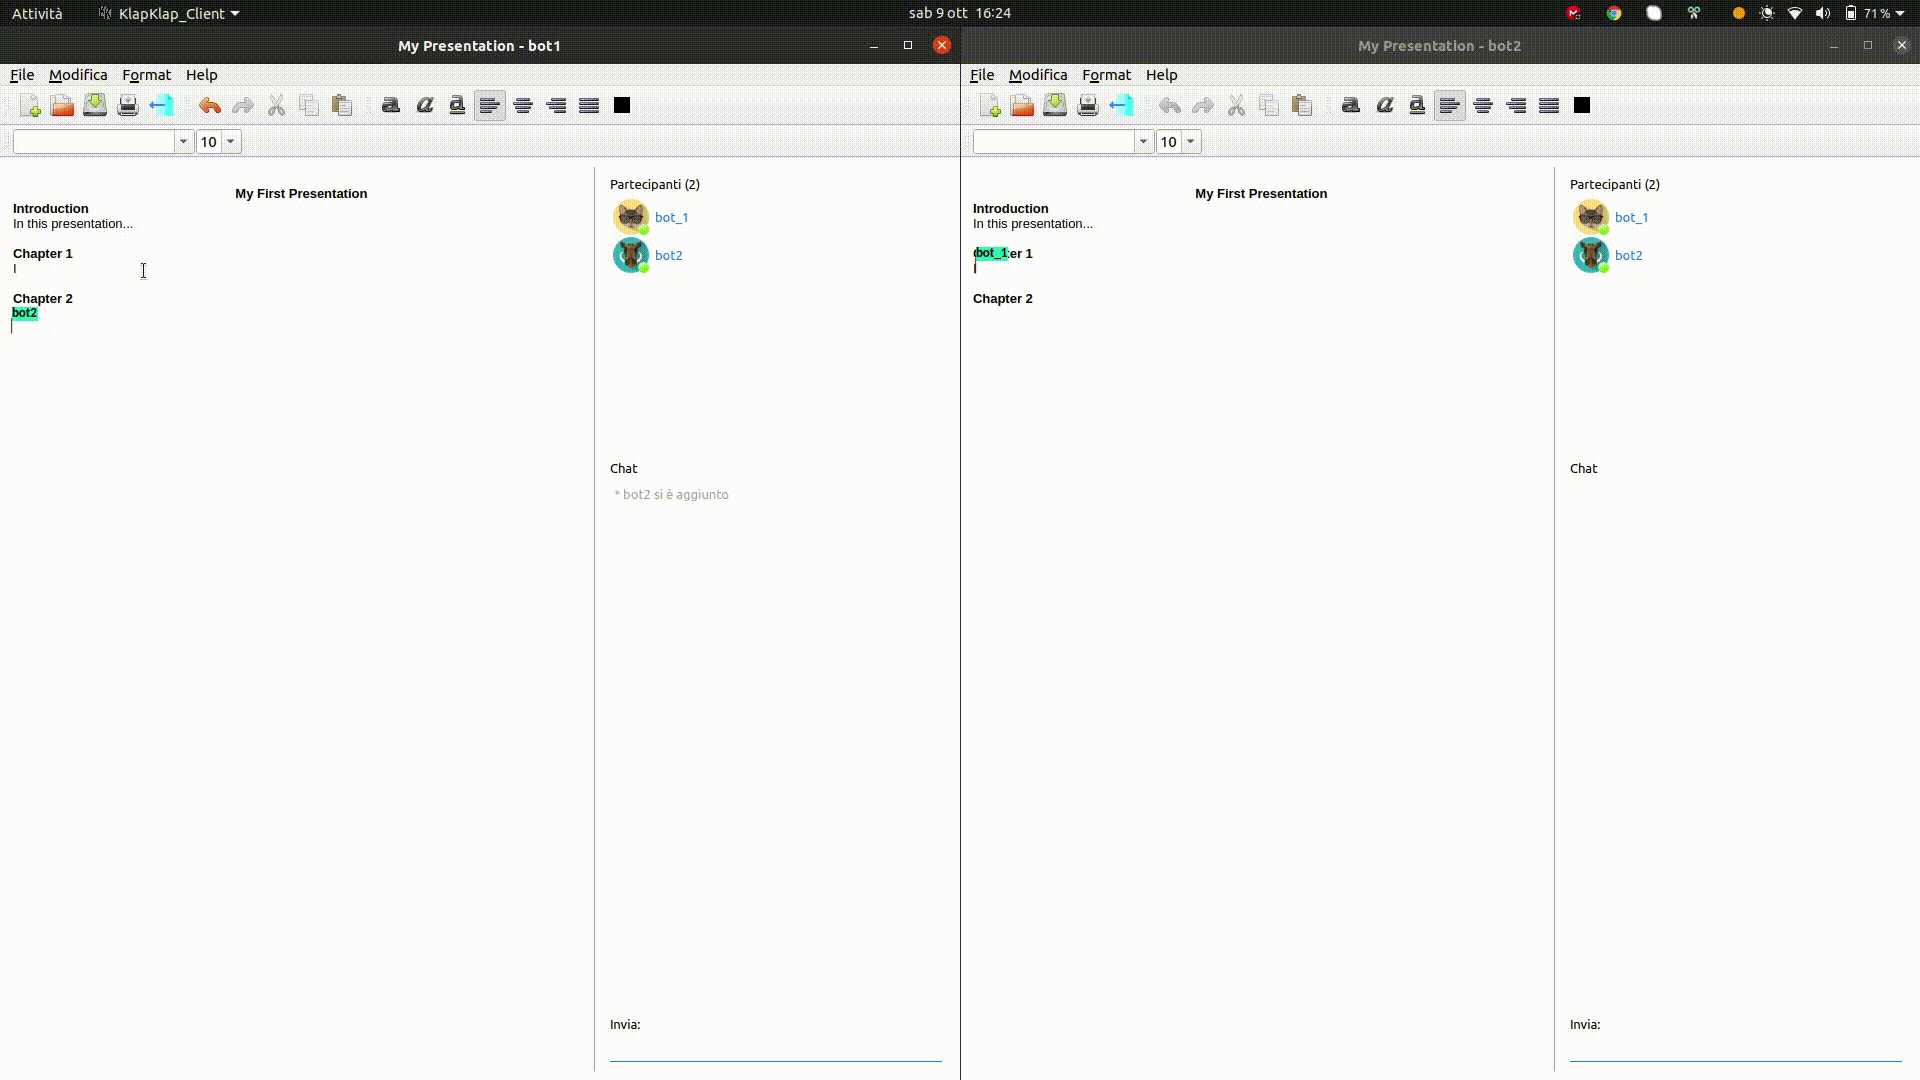 Attività KlapKlap_Client sab 9 ott 16:24 71 %
My Presentation - bot1
File Modifica Format Help
a a a
10
My First Presentation
Introduction
In this presentation...
Chapter 1
I
Chapter 2
bot2
Partecipanti (2)
bot_1
bot2
Chat
* bot2 si è aggiunto
Invia:
My Presentation - bot2
File Modifica Format Help
a a a
10
My First Presentation
Introduction
In this presentation...
bot_1 er 1
I
Chapter 2
Partecipanti (2)
bot_1
bot2
Chat
Invia: